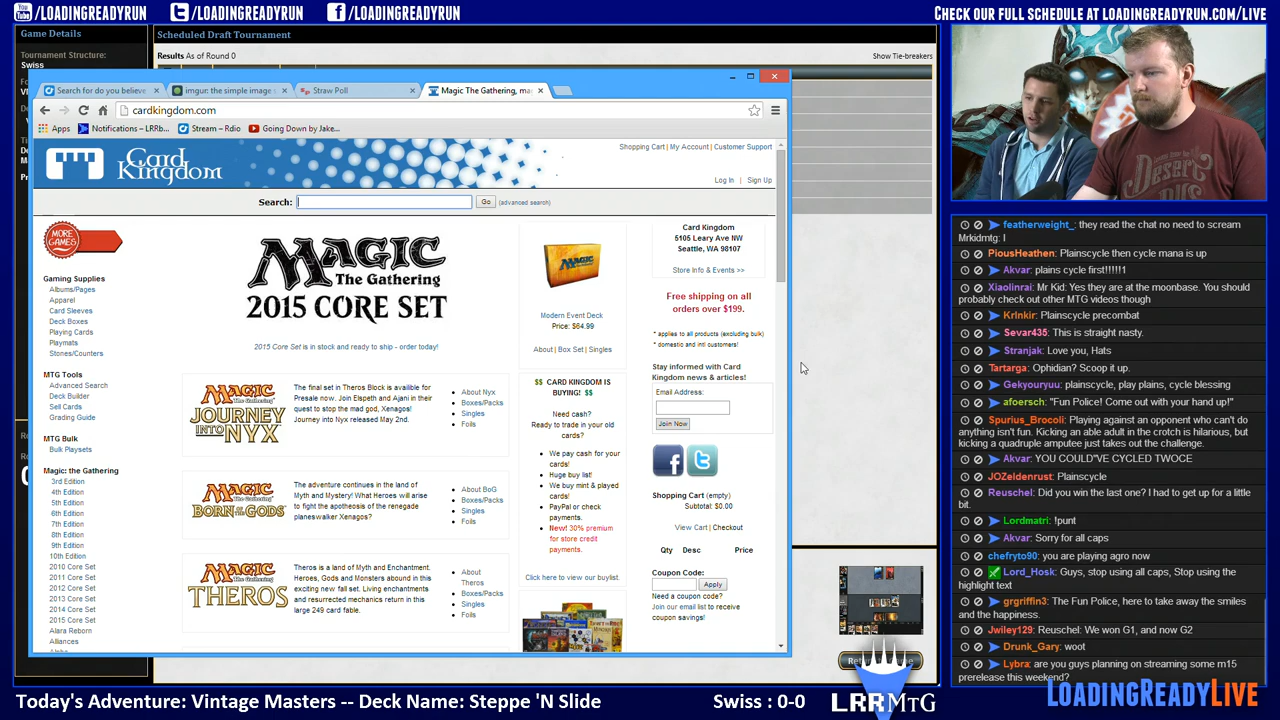 You Tube /LOADINGREADYRUN /LOADINGREADYRUN /LOADINGREADYRUN CHECK OUR FULL SCHEDULE AT LOADINGREADYRUN.COM/LIVE
Game Details
Tournament Structure:
Swiss
Scheduled Draft Tournament
Results As of Round 0
Show Tie-breakers
Search for do you believe
imgur: the simple image s
Straw Poll
Magic The Gathering, ma
cardkingdom.com
Apps
Notifications – LRRb...
Stream – Rdio
Going Down by Jake...
Card Kingdom
Shopping Cart | My Account | Customer Support
Log In | Sign Up
Search:
Go
(advanced search)
MORE GAMES
Gaming Supplies
Albums/Pages
Apparel
Card Sleeves
Deck Boxes
Playing Cards
Playmats
Stones/Counters
MTG Tools
Advanced Search
Deck Builder
Sell Cards
Grading Guide
MTG Bulk
Bulk Playsets
Magic: the Gathering
3rd Edition
4th Edition
5th Edition
6th Edition
7th Edition
8th Edition
9th Edition
10th Edition
2010 Core Set
2011 Core Set
2012 Core Set
2013 Core Set
2014 Core Set
2015 Core Set
Alara Reborn
Alliances
MAGIC
The Gathering
2015 CORE SET
2015 Core Set is in stock and ready to ship - order today!
MAGIC
The Gathering
JOURNEY
INTO NYX
The final set in Theros Block is availible for
Presale now. Join Elspeth and Ajani in their
quest to stop the mad god, Xenagos!
Journey into Nyx released May 2nd.
About Nyx
Boxes/Packs
Singles
Foils
MAGIC
The Gathering
BORN OF THE GODS
The adventure continues in the land of
Myth and Mystery! What Heroes will arise
to fight the apotheosis of the renegade
planeswalker Xenagos?
About BoG
Boxes/Packs
Singles
Foils
MAGIC
The Gathering
THEROS
Theros is a land of Myth and Enchantment.
Heroes, Gods and Monsters abound in this
exciting new fall set. Living enchantments
and resurrected mechanics return in this
large 249 card fable.
About
Theros
Boxes/Packs
Singles
Foils
Modern Event Deck
Price: $64.99
About | Box Set | Singles
$$ CARD KINGDOM IS
BUYING! $$
Need cash?
Ready to trade in your old
cards?
We pay cash for your
cards!
Huge buy list!
We buy mint & played
cards!
PayPal or check
payments.
New! 30% premium
for store credit
payments.
Click here to view our buylist.
Card Kingdom
5105 Leary Ave NW
Seattle, WA 98107
Store Info & Events >>
Free shipping on all
orders over $199.
* applies to all products (excluding bulk)
* domestic and intl customers!
Stay informed with Card
Kingdom news & articles!
Email Address:
Join Now
Shopping Cart (empty)
Subtotal: $0.00
View Cart | Checkout
Qty Desc Price
Coupon Code:
Apply
Need a coupon code?
Join our email list to receive
coupon savings!
Desert
featherweight_: they read the chat no need to scream
Mrkidmtg: I
PiousHeathen: Plainscycle then cycle mana is up
Akvar: plains cycle first!!!!!1
Xiaolinrai: Mr Kid: Yes they are at the moonbase. You should
probably check out other MTG videos though
KrInkir: Plainscycle precombat
Sevar435: This is straight nasty.
Stranjak: Love you, Hats
Tartarga: Ophidian? Scoop it up.
Gekyouryuu: plainscycle, play plains, cycle blessing
afoersch: "Fun Police! Come out with your hand up!"
Spurius_Brocoli: Playing against an opponent who can't do
anything isn't fun. Kicking an able adult in the crotch is hilarious, but
kicking a quadruple amputee just takes out the challenge.
Akvar: YOU COULD"VE CYCLED TWOCE
JOZeldenrust: Plainscycle
Reuschel: Did you win the last one? I had to get up for a little
bit.
Lordmatri: !punt
Akvar: Sorry for all caps
chefryto90: you are playing agro now
Lord_Hosk: Guys, stop using all caps, Stop using the
highlight text
grgriffin3: The Fun Police, here to take away the smiles
and the happiness.
Jwiley129: Reuschel: We won G1, and now G2
Drunk_Gary: woot
Lybra: are you guys planning on streaming some m15
prerelease this weekend?
Today's Adventure: Vintage Masters -- Deck Name: Steppe 'N Slide
Swiss : 0-0
LRRMTG
LOADINGREADYLIVE